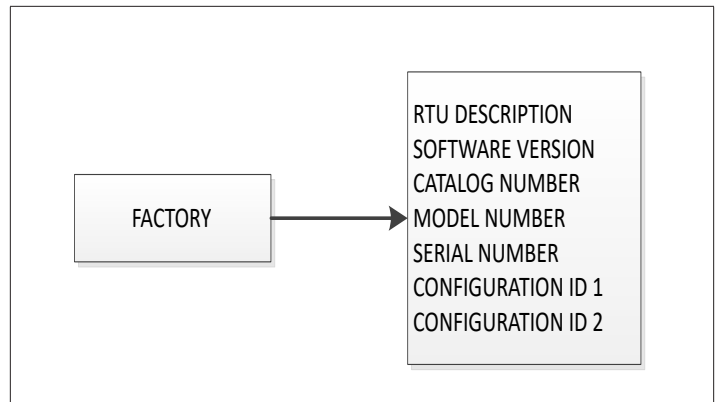 FACTORY
RTU DESCRIPTION
SOFTWARE VERSION
CATALOG NUMBER
MODEL NUMBER
SERIAL NUMBER
CONFIGURATION ID 1
CONFIGURATION ID 2